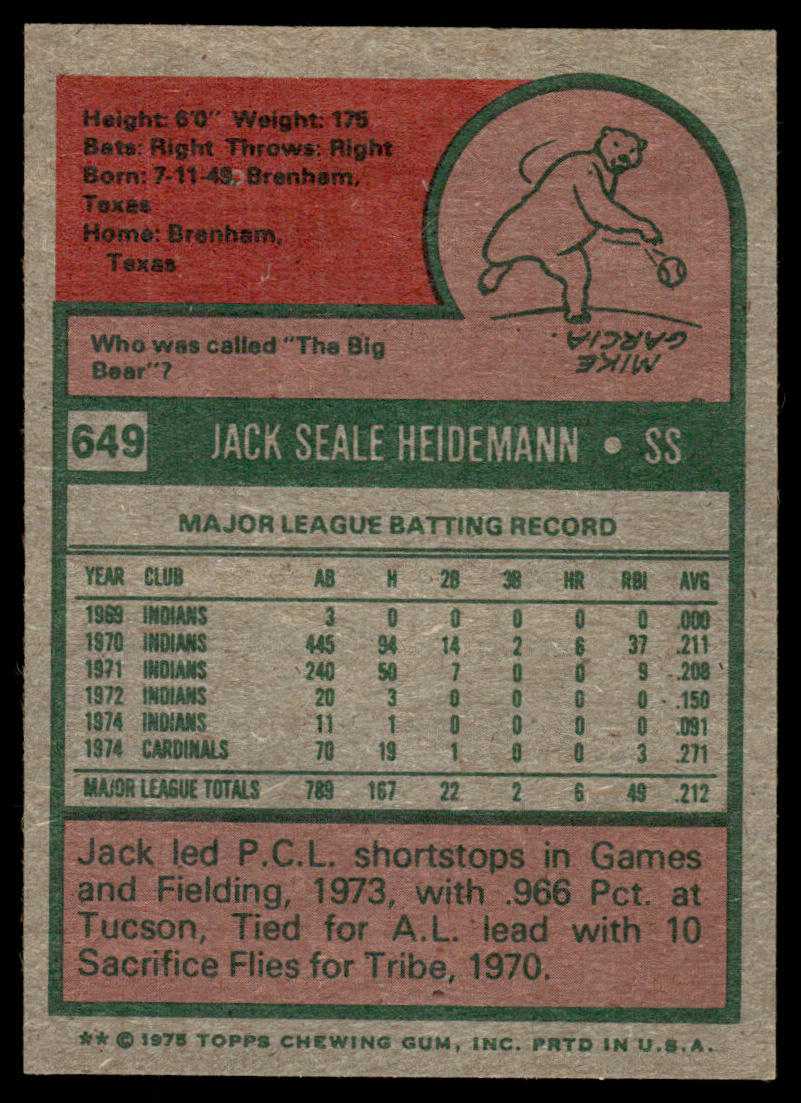 Height: 6'0" Weight: 175
Bats: Right Throws: Right
Born: 7-11-49, Brenham,
Texas
Home: Brenham,
Texas
MIKE
GARCIA.
Who was called "The Big
Bear"?
649 JACK SEALE HEIDEMANN • SS
MAJOR LEAGUE BATTING RECORD
YEAR CLUB AB H 2B 3B HR RBI AVG
1969 INDIANS 3 0 0 0 0 0 .000
1970 INDIANS 445 94 14 2 6 37 .211
1971 INDIANS 240 50 7 0 0 9 .208
1972 INDIANS 20 3 0 0 0 0 .150
1974 INDIANS 11 1 0 0 0 0 .091
1974 CARDINALS 70 19 1 0 0 3 .271
MAJOR LEAGUE TOTALS 789 167 22 2 6 49 .212
Jack led P.C.L. shortstops in Games
and Fielding, 1973, with .966 Pct. at
Tucson, Tied for A.L. lead with 10
Sacrifice Flies for Tribe, 1970.
** © 1975 TOPPS CHEWING GUM, INC. PRTD IN U.S.A.